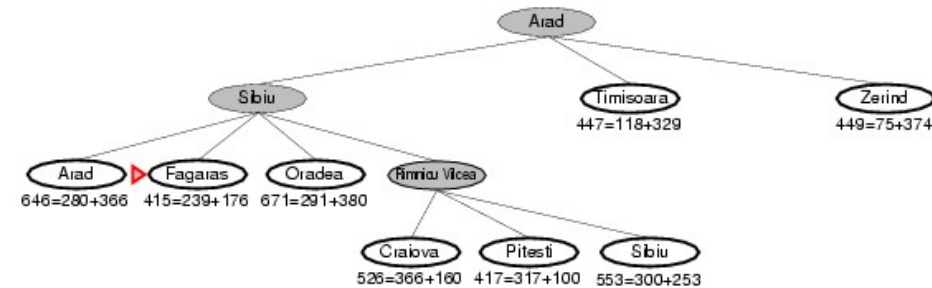 Arad
Sibiu Timisoara Zerind
447=118+329 449=75+374
Arad Fagaras Oradea Rimnicu Vilcea
646=280+366 415=239+176 671=291+380
Craiova Pitesti Sibiu
526=366+160 417=317+100 553=300+253